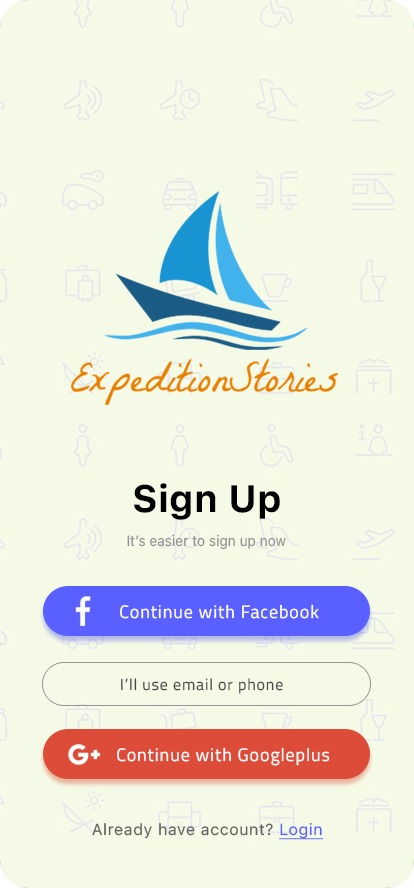 ExpeditionStories
Sign Up
It's easier to sign up now
Continue with Facebook
I'll use email or phone
G+ Continue with Googleplus
Already have account? Login